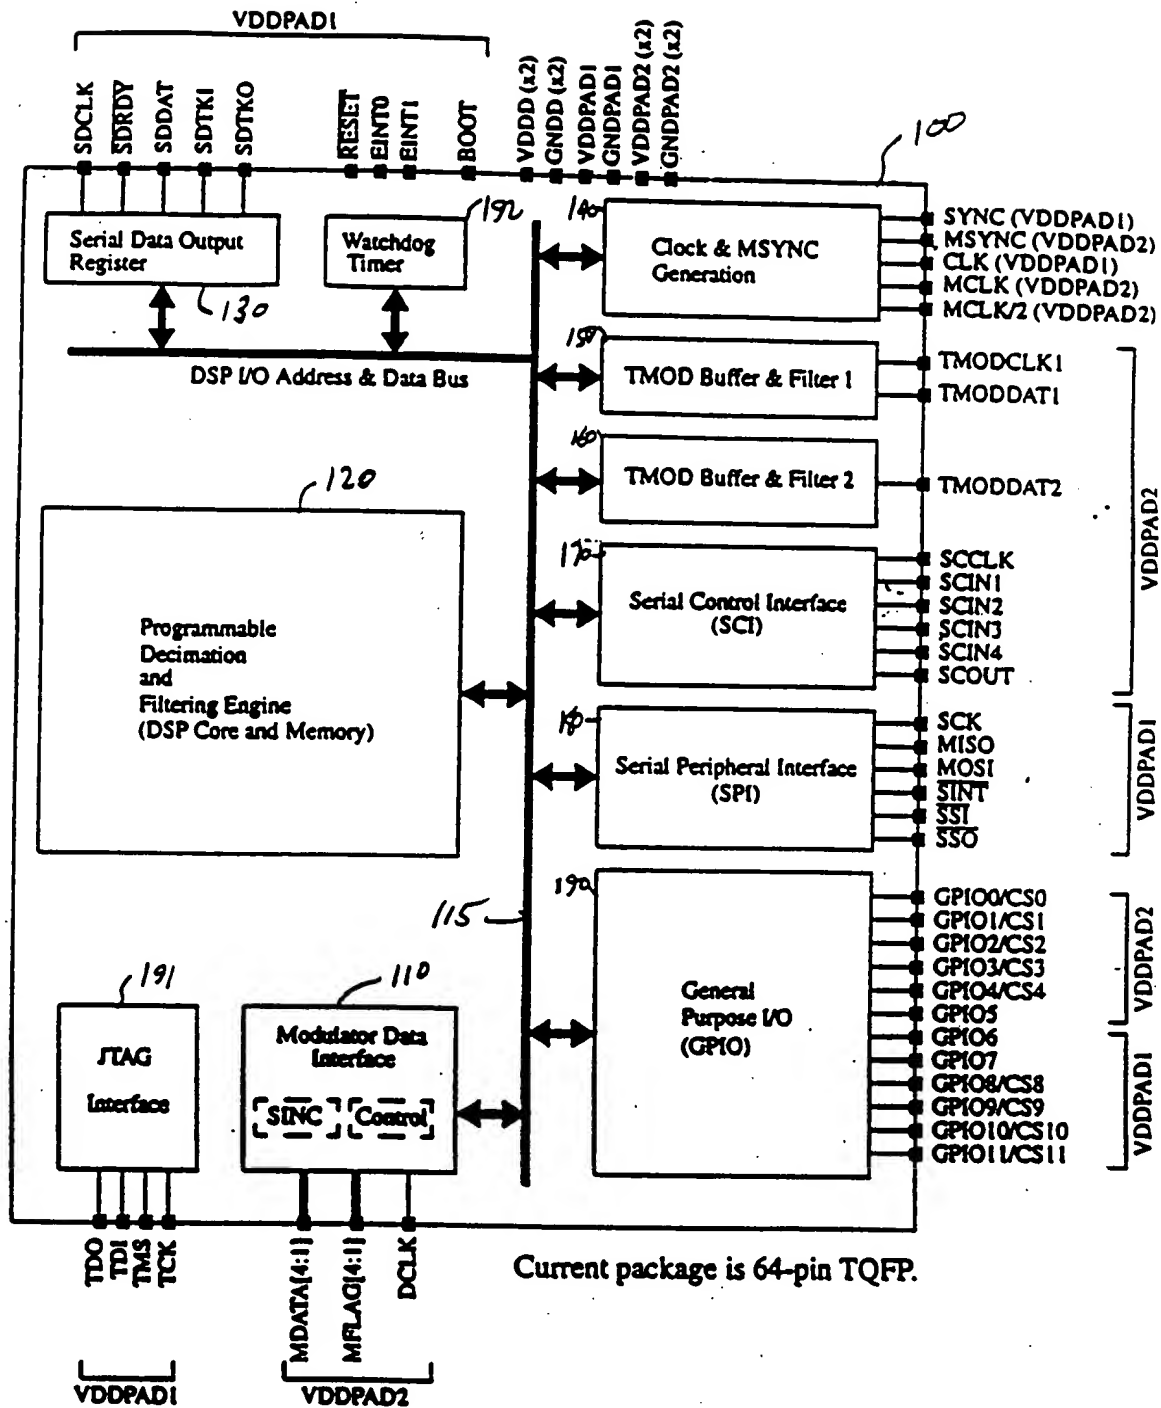 VDDPAD1
SDCLK
SDRDY
SDDAT
SDTKI
SDTKO
RESET
EINT0
EINT1
BOOT
VDDD (x2)
GNDD (x2)
VDDPAD1
GNDPAD1
VDDPAD2 (x2)
GNDPAD2 (x2)
100
Serial Data Output
Register
130
192
Watchdog
Timer
DSP I/O Address & Data Bus
140
Clock & MSYNC
Generation
SYNC (VDDPAD1)
MSYNC (VDDPAD2)
CLK (VDDPAD1)
MCLK (VDDPAD2)
MCLK/2 (VDDPAD2)
150
TMOD Buffer & Filter 1
TMODCLK1
TMODDAT1
160
TMOD Buffer & Filter 2
TMODDAT2
120
Programmable
Decimation
and
Filtering Engine
(DSP Core and Memory)
170
Serial Control Interface
(SCI)
SCCLK
SCIN1
SCIN2
SCIN3
SCIN4
SCOUT
VDDPAD2
180
Serial Peripheral Interface
(SPI)
SCK
MISO
MOSI
SINT
SSI
SSO
VDDPAD1
115
190
General
Purpose I/O
(GPIO)
GPIO0/CS0
GPIO1/CS1
GPIO2/CS2
GPIO3/CS3
GPIO4/CS4
GPIO5
GPIO6
GPIO7
GPIO8/CS8
GPIO9/CS9
GPIO10/CS10
GPIO11/CS11
VDDPAD2
VDDPAD1
191
JTAG
Interface
110
Modulator Data
Interface
SINC
Control
TDO
TDI
TMS
TCK
MDATA[4:1]
MFLAG[4:1]
DCLK
VDDPAD1
VDDPAD2
Current package is 64-pin TQFP.